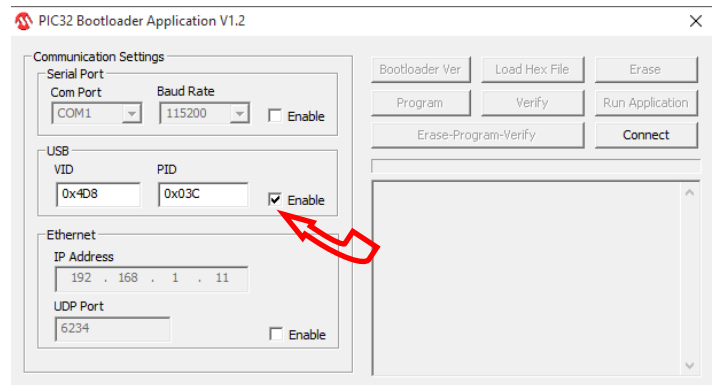 PIC32 Bootloader Application V1.2
Communication Settings
Serial Port
Com Port Baud Rate
COM1 115200 Enable
USB
VID PID
0x4D8 0x03C Enable
Ethernet
IP Address
192 . 168 . 1 . 11
UDP Port
6234 Enable
Bootloader Ver Load Hex File Erase
Program Verify Run Application
Erase-Program-Verify Connect